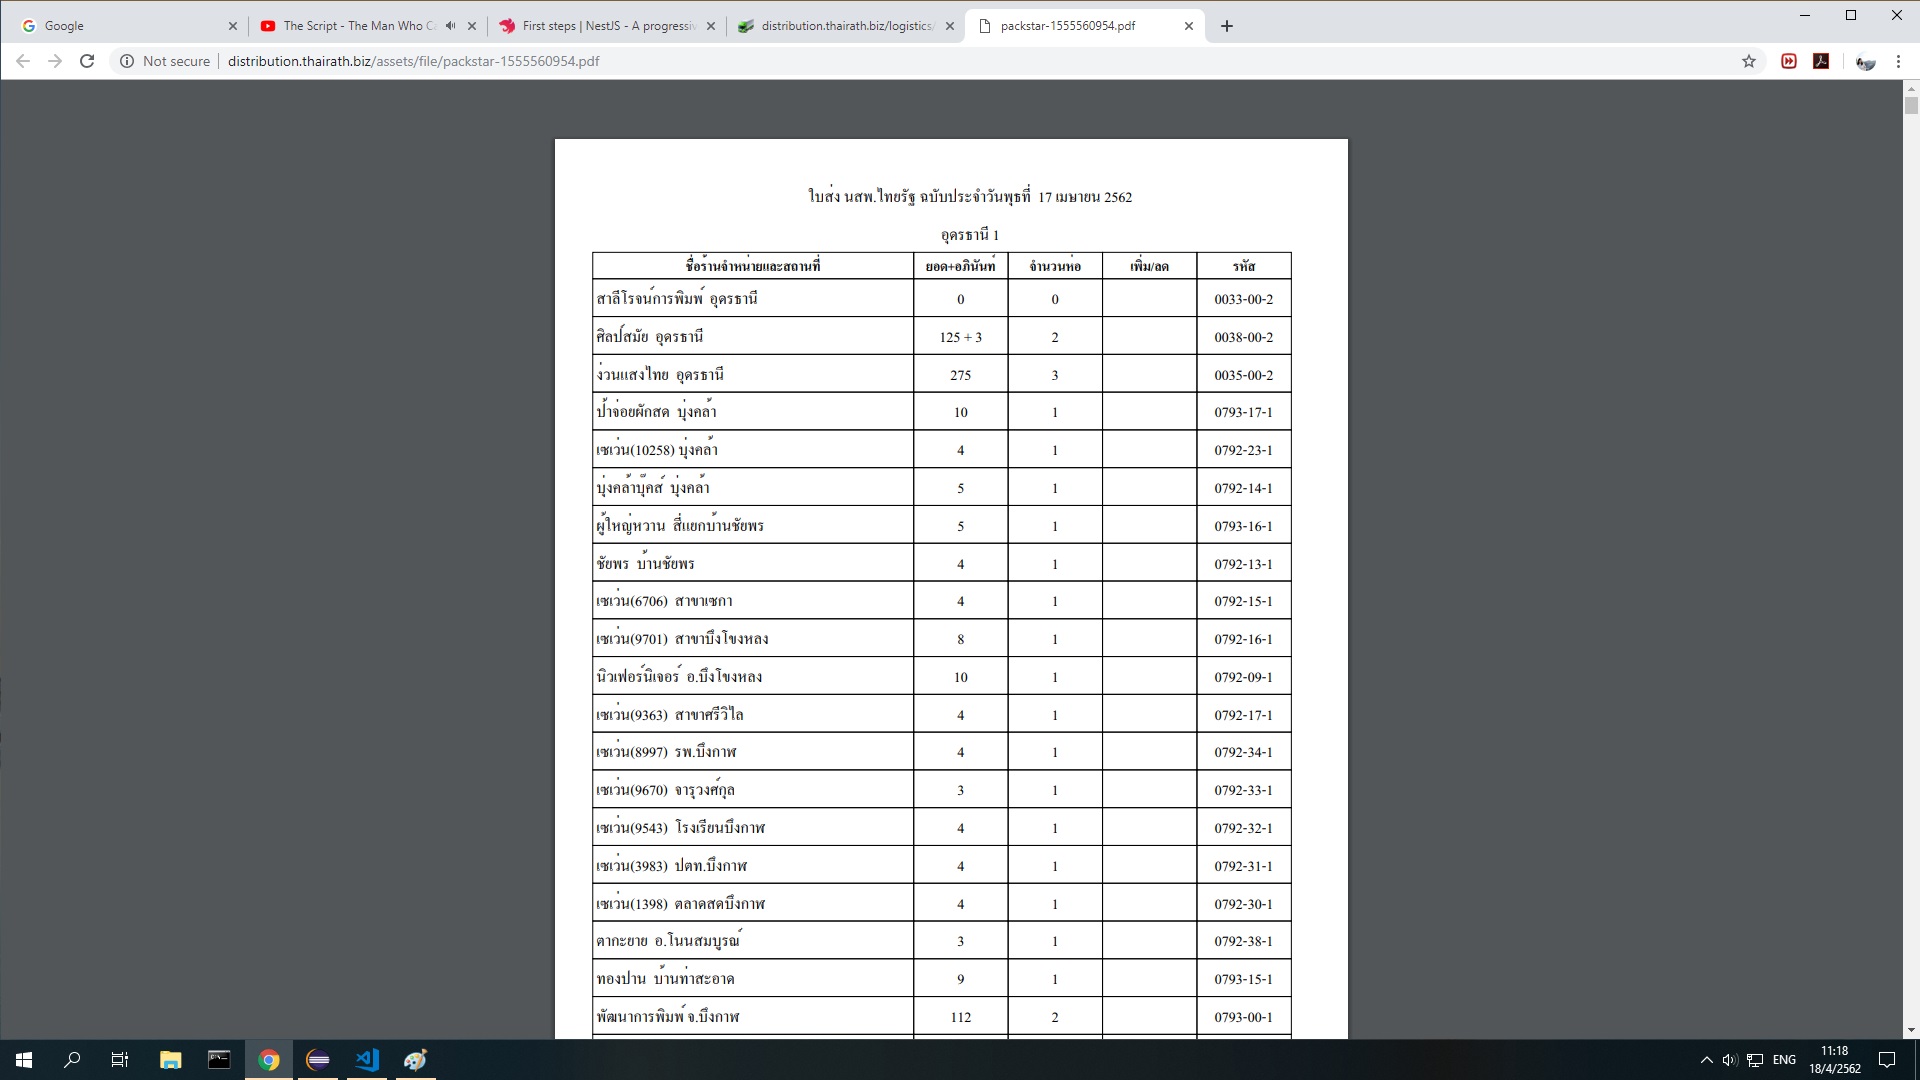 Google
The Script - The Man Who Ca
First steps | NestJS - A progressiv
distribution.thairath.biz/logistics/
packstar-1555560954.pdf
Not secure | distribution.thairath.biz/assets/file/packstar-1555560954.pdf
ใบส่ง นสพ.ไทยรัฐ ฉบับประจำวันพุธที่ 17 เมษายน 2562
อุดรธานี 1
ชื่อร้านจำหน่ายและสถานที่ ยอด+อภินันท์ จำนวนห่อ เพิ่ม/ลด รหัส
สาลีโรจน์การพิมพ์ อุดรธานี 0 0 0033-00-2
ศิลป์สมัย อุดรธานี 125 + 3 2 0038-00-2
ง่วนแสงไทย อุดรธานี 275 3 0035-00-2
ป้าจ่อยผักสด บุ่งคล้า 10 1 0793-17-1
เซเว่น(10258) บุ่งคล้า 4 1 0792-23-1
บุ่งคล้าบุ๊คส์ บุ่งคล้า 5 1 0792-14-1
ผู้ใหญ่หวาน สี่แยกบ้านชัยพร 5 1 0793-16-1
ชัยพร บ้านชัยพร 4 1 0792-13-1
เซเว่น(6706) สาขาเซกา 4 1 0792-15-1
เซเว่น(9701) สาขาบึงโขงหลง 8 1 0792-16-1
นิวเฟอร์นิเจอร์ อ.บึงโขงหลง 10 1 0792-09-1
เซเว่น(9363) สาขาศรีวิไล 4 1 0792-17-1
เซเว่น(8997) รพ.บึงกาฬ 4 1 0792-34-1
เซเว่น(9670) จารุวงศ์กุล 3 1 0792-33-1
เซเว่น(9543) โรงเรียนบึงกาฬ 4 1 0792-32-1
เซเว่น(3983) ปตท.บึงกาฬ 4 1 0792-31-1
เซเว่น(1398) ตลาดสดบึงกาฬ 4 1 0792-30-1
ตากะยาย อ.โนนสมบูรณ์ 3 1 0792-38-1
ทองปาน บ้านท่าสะอาด 9 1 0793-15-1
พัฒนาการพิมพ์ จ.บึงกาฬ 112 2 0793-00-1
ENG
11:18
18/4/2562